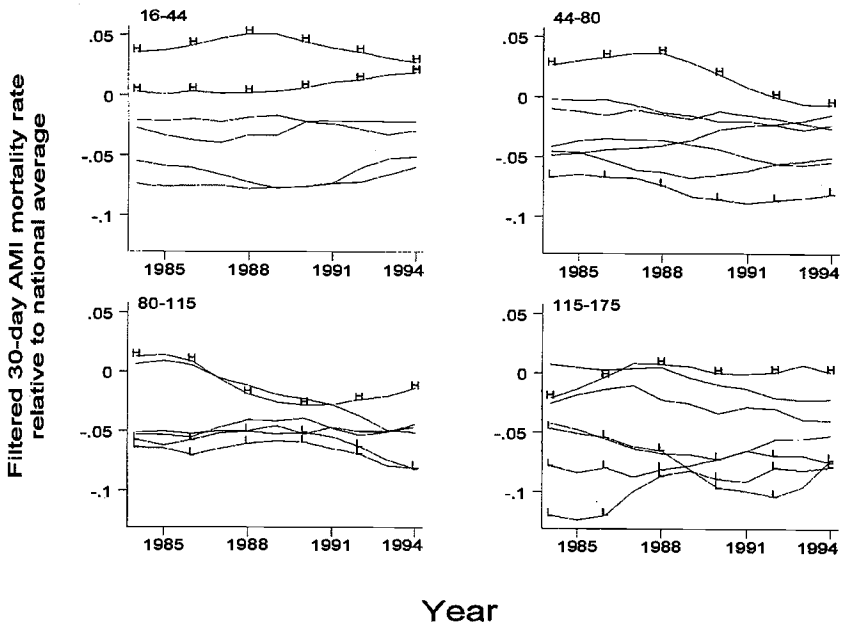 Filtered 30-day AMI mortality rate
relative to national average
16-44
.05
0
-.05
-.1
H H H H H H
H H H H H H
1985 1988 1991 1994
44-80
.05
0
-.05
-.1
H H H H H H
L L L L L L
1985 1988 1991 1994
80-115
.05
0
-.05
-.1
H H H H H H
1985 1988 1991 1994
115-175
.05
0
-.05
-.1
H H H H H H
1985 1988 1991 1994
Year